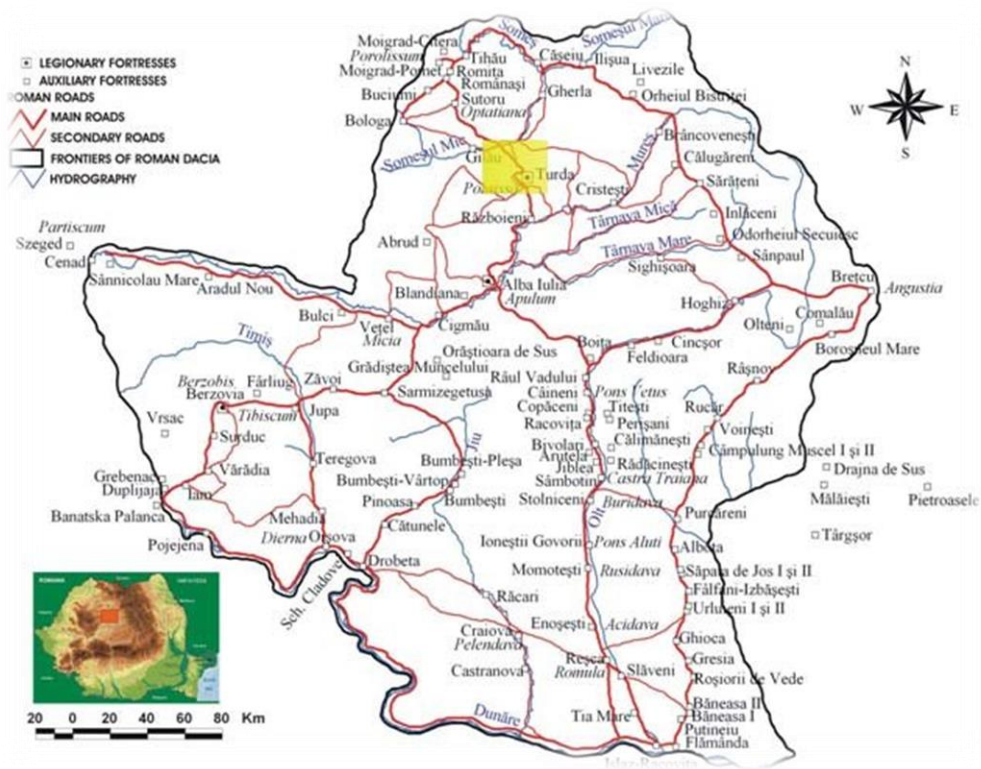 LEGIONARY FORTRESSES
AUXILIARY FORTRESSES
ROMAN ROADS
MAIN ROADS
SECONDARY ROADS
FRONTIERS OF ROMAN DACIA
HYDROGRAPHY
N
W E
S
Someș
Someșul Mare
Moigrad-Citera
Porolissum
Tihău
Cășeiu
Ilișua
Moigrad-Pomet
Romița
Livezile
Românași
Buciumi
Sutoru
Gherla
Orheiul Bistriței
Optatiana
Bologa
Brâncovenești
Someșul Mic
Gilău
Mureș
Călugăreni
Turda
Cristești
Sărățeni
Războieni
Târnava Mică
Inlăceni
Partiscum
Szeged
Abrud
Târnava Mare
Odorheiul Secuiesc
Cenad
Sighișoara
Sânpaul
Sânnicolau Mare
Aradul Nou
Blandiana
Alba Iulia
Apulum
Brețcu
Angustia
Hoghiz
Bulci
Vețel
Micia
Cigmău
Comalău
Olteni
Timiș
Boița
Cincșor
Feldioara
Boroșneul Mare
Orăștioara de Sus
Grădiștea Muncelului
Râșnov
Berzobis
Fârliug
Zăvoi
Râul Vadului
Berzovia
Sarmizegetusa
Câineni
Pons Vetus
Tibiscum
Jupa
Copăceni
Titești
Rucăr
Vrsac
Racovița
Perișani
Voinești
Surduc
Jiu
Bivolari
Călimănești
Arutela
Câmpulung Muscel I și II
Teregova
Bumbești-Pleșa
Jiblea
Rădăcinești
Drajna de Sus
Grebenac
Vărădia
Bumbești-Vârtop
Sâmbotin
Castra Traiana
Duplijaja
Mălăiești
Pietroasele
Pinoasa
Bumbești
Stolniceni
Buridava
Banatska Palanca
Olt
Purcăreni
Mehadia
Cătunele
Târgșor
Pojejena
Dierna
Orșova
Ioneștii Govorii
Pons Aluti
Albota
Drobeta
Momotești
Rusidava
Săpata de Jos I și II
Sch. Cladovei
Fâlfani-Izbășești
Răcari
Urlueni I și II
Enoșești
Acidava
Craiova
Pelendava
Ghioca
Reșca
Gresia
Castranova
Romula
Slăveni
Roșiorii de Vede
Băneasa II
Dunăre
Tia Mare
Băneasa I
Putineiu
Flămânda
Islaz-Racovița
20 0 20 40 60 80 Km